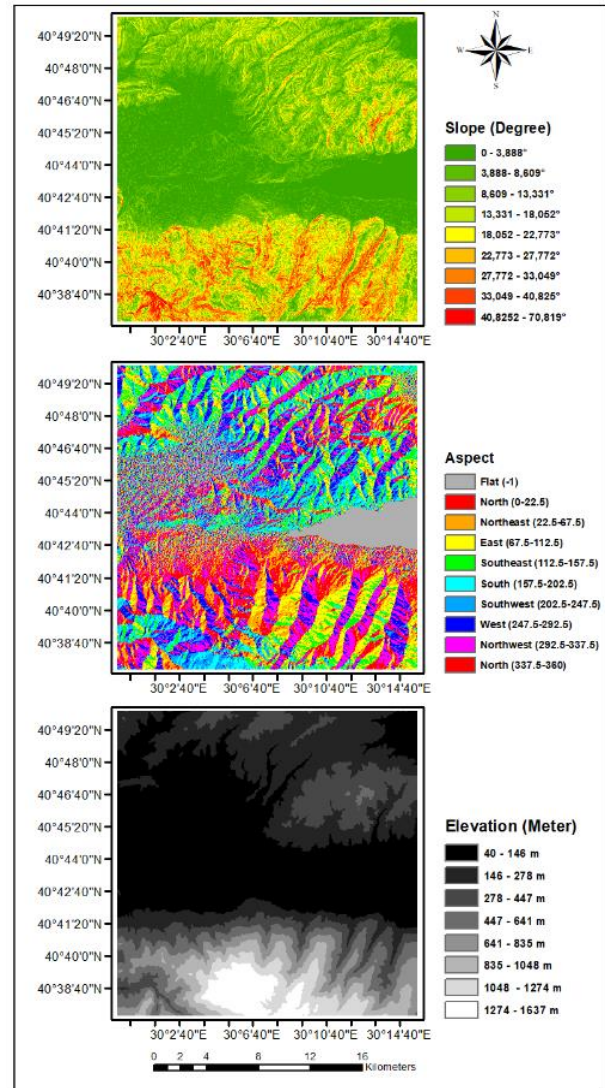 N
W E
S
40°49'20"N
40°48'0"N
40°46'40"N
40°45'20"N
40°44'0"N
40°42'40"N
40°41'20"N
40°40'0"N
40°38'40"N
30°2'40"E 30°6'40"E 30°10'40"E 30°14'40"E
Slope (Degree)
0 - 3,888°
3,888- 8,609°
8,609 - 13,331°
13,331 - 18,052°
18,052 - 22,773°
22,773 - 27,772°
27,772 - 33,049°
33,049 - 40,825°
40,8252 - 70,819°
40°49'20"N
40°48'0"N
40°46'40"N
40°45'20"N
40°44'0"N
40°42'40"N
40°41'20"N
40°40'0"N
40°38'40"N
30°2'40"E 30°6'40"E 30°10'40"E 30°14'40"E
Aspect
Flat (-1)
North (0-22.5)
Northeast (22.5-67.5)
East (67.5-112.5)
Southeast (112.5-157.5)
South (157.5-202.5)
Southwest (202.5-247.5)
West (247.5-292.5)
Northwest (292.5-337.5)
North (337.5-360)
40°49'20"N
40°48'0"N
40°46'40"N
40°45'20"N
40°44'0"N
40°42'40"N
40°41'20"N
40°40'0"N
40°38'40"N
30°2'40"E 30°6'40"E 30°10'40"E 30°14'40"E
Elevation (Meter)
40 - 146 m
146 - 278 m
278 - 447 m
447 - 641 m
641 - 835 m
835 - 1048 m
1048 - 1274 m
1274 - 1637 m
0 2 4 8 12 16
Kilometers